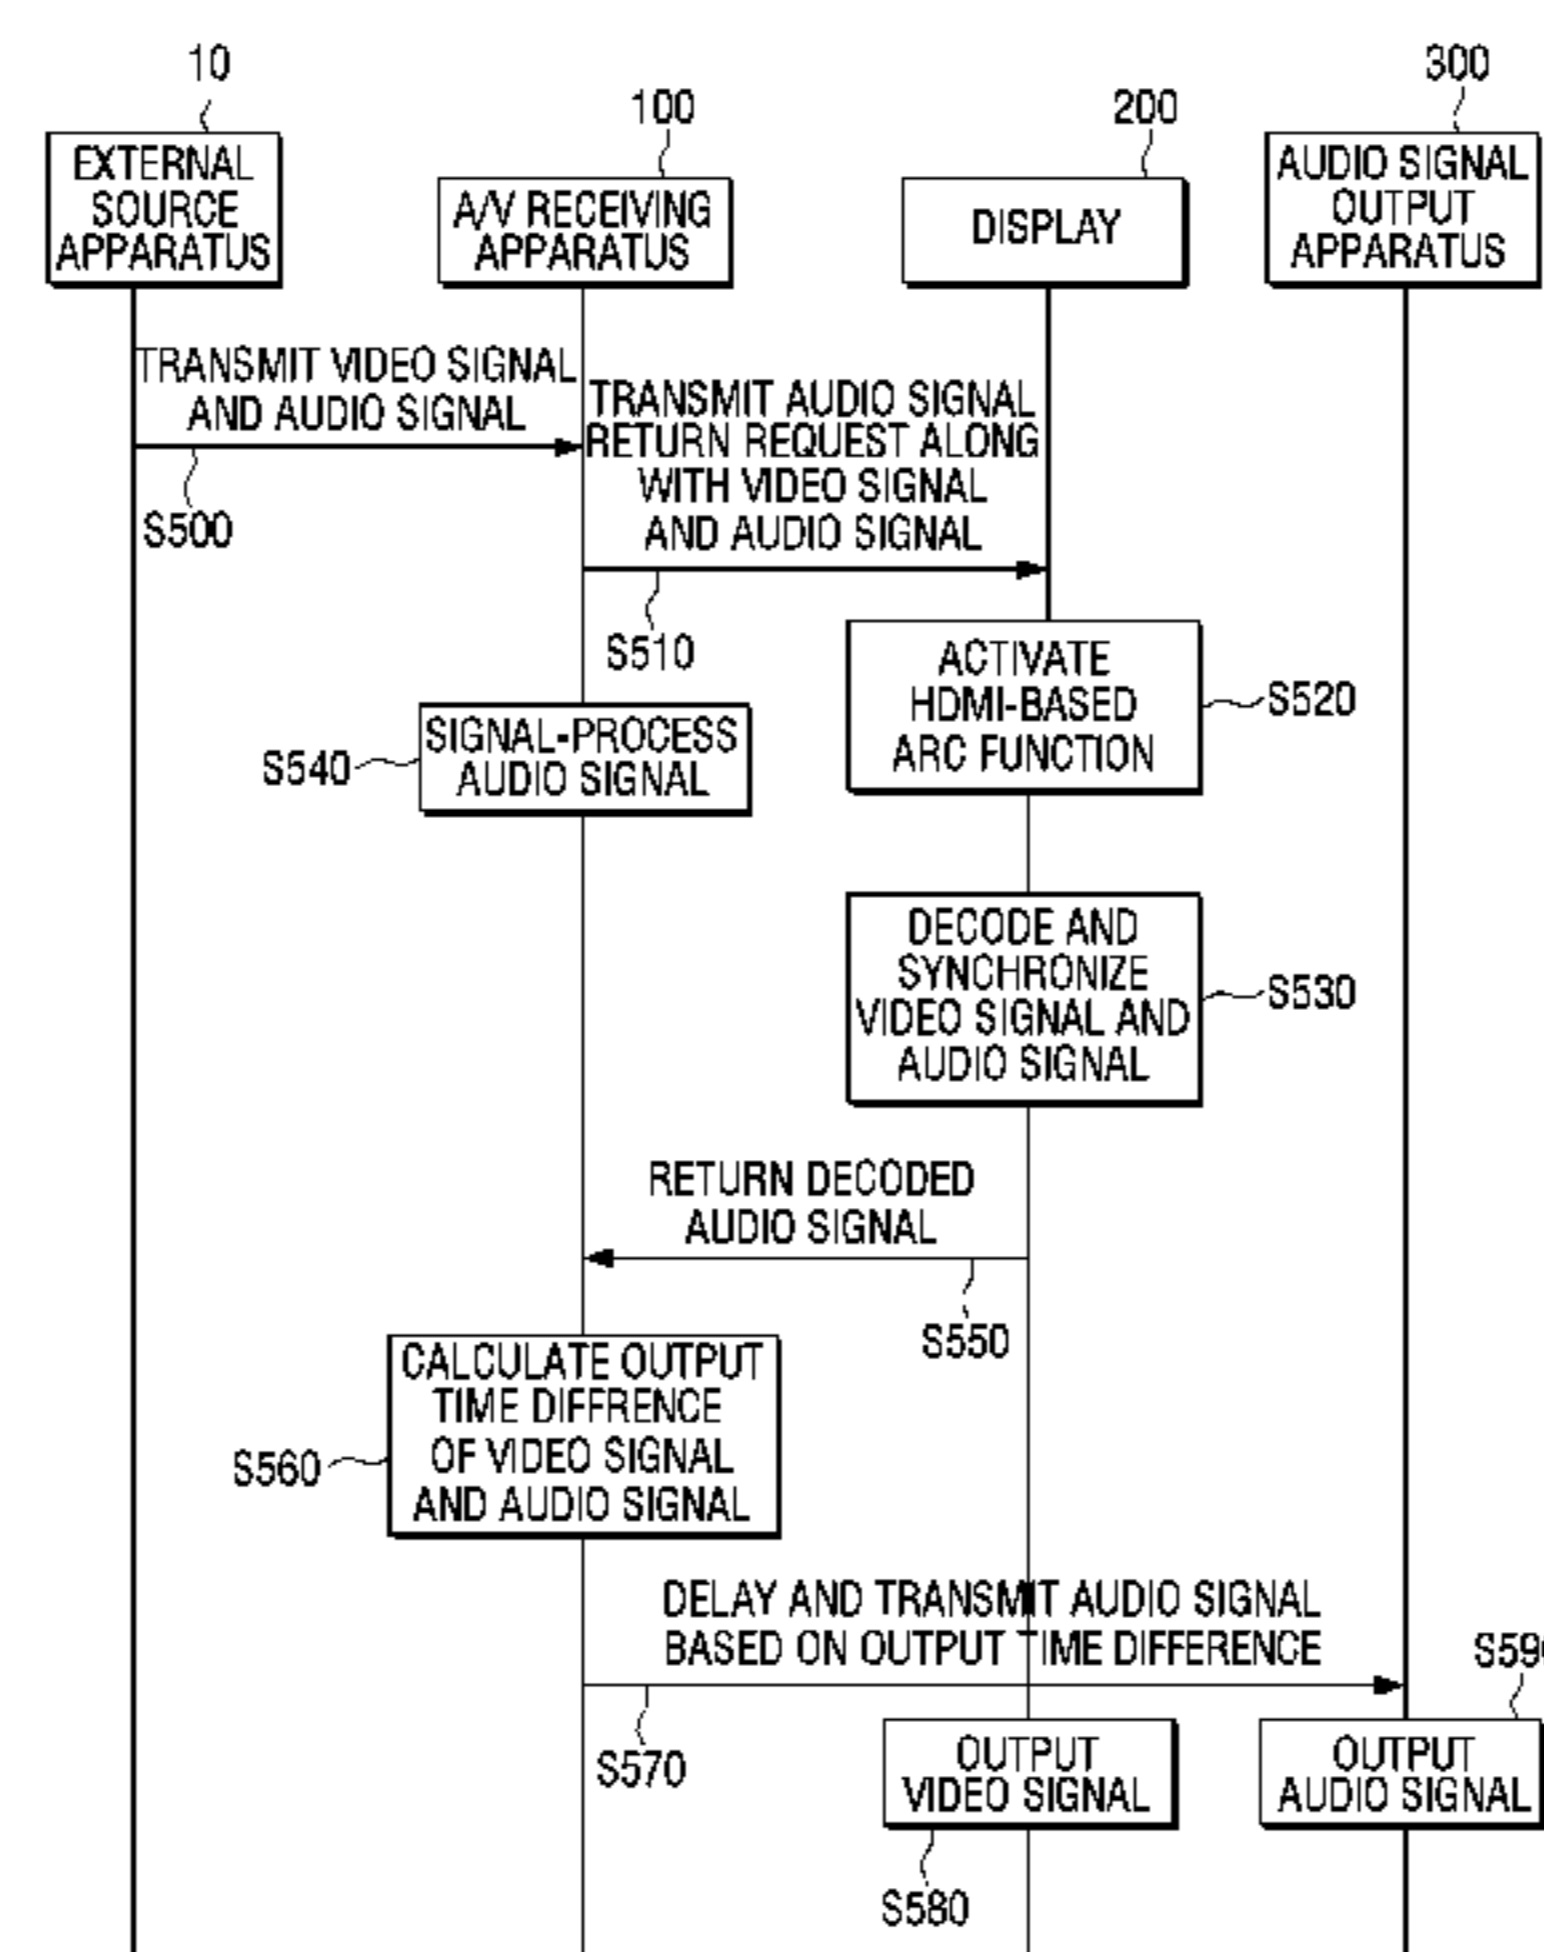 10
EXTERNAL
SOURCE
APPARATUS
100
A/V RECEIVING
APPARATUS
200
DISPLAY
300
AUDIO SIGNAL
OUTPUT
APPARATUS
TRANSMIT VIDEO SIGNAL
AND AUDIO SIGNAL
S500
TRANSMIT AUDIO SIGNAL
RETURN REQUEST ALONG
WITH VIDEO SIGNAL
AND AUDIO SIGNAL
S510
ACTIVATE
HDMI-BASED
ARC FUNCTION
S520
S540
SIGNAL-PROCESS
AUDIO SIGNAL
DECODE AND
SYNCHRONIZE
VIDEO SIGNAL AND
AUDIO SIGNAL
S530
RETURN DECODED
AUDIO SIGNAL
S550
CALCULATE OUTPUT
TIME DIFFRENCE
OF VIDEO SIGNAL
AND AUDIO SIGNAL
S560
DELAY AND TRANSMIT AUDIO SIGNAL
BASED ON OUTPUT TIME DIFFERENCE
S570
OUTPUT
VIDEO SIGNAL
S580
S590
OUTPUT
AUDIO SIGNAL